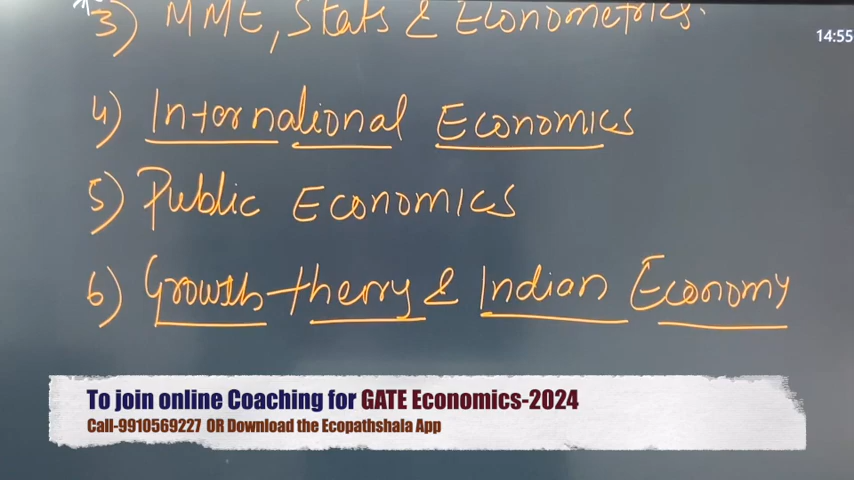 3) MME, Stats & Econometrics.
14:55
4) International Economics
5) Public Economics
6) Growth theory & Indian Economy
To join online Coaching for GATE Economics-2024
Call-9910569227 OR Download the Ecopathshala App